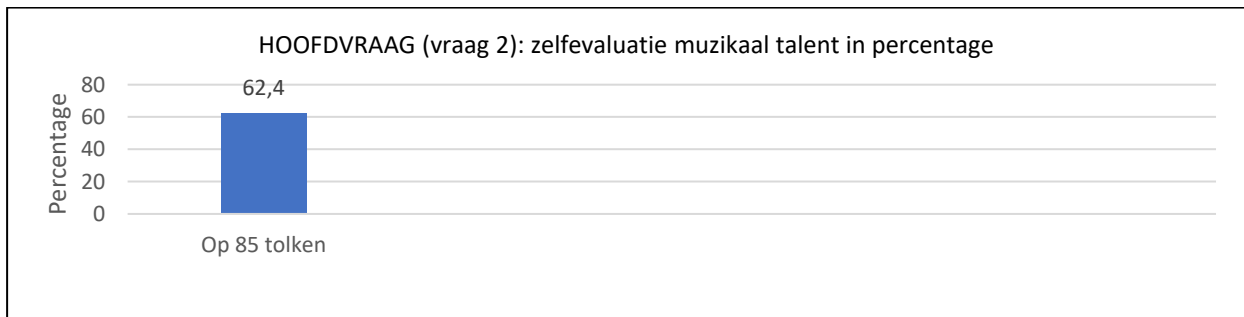 HOOFDVRAAG (vraag 2): zelfevaluatie muzikaal talent in percentage
Percentage
80
60
40
20
0
62,4
Op 85 tolken